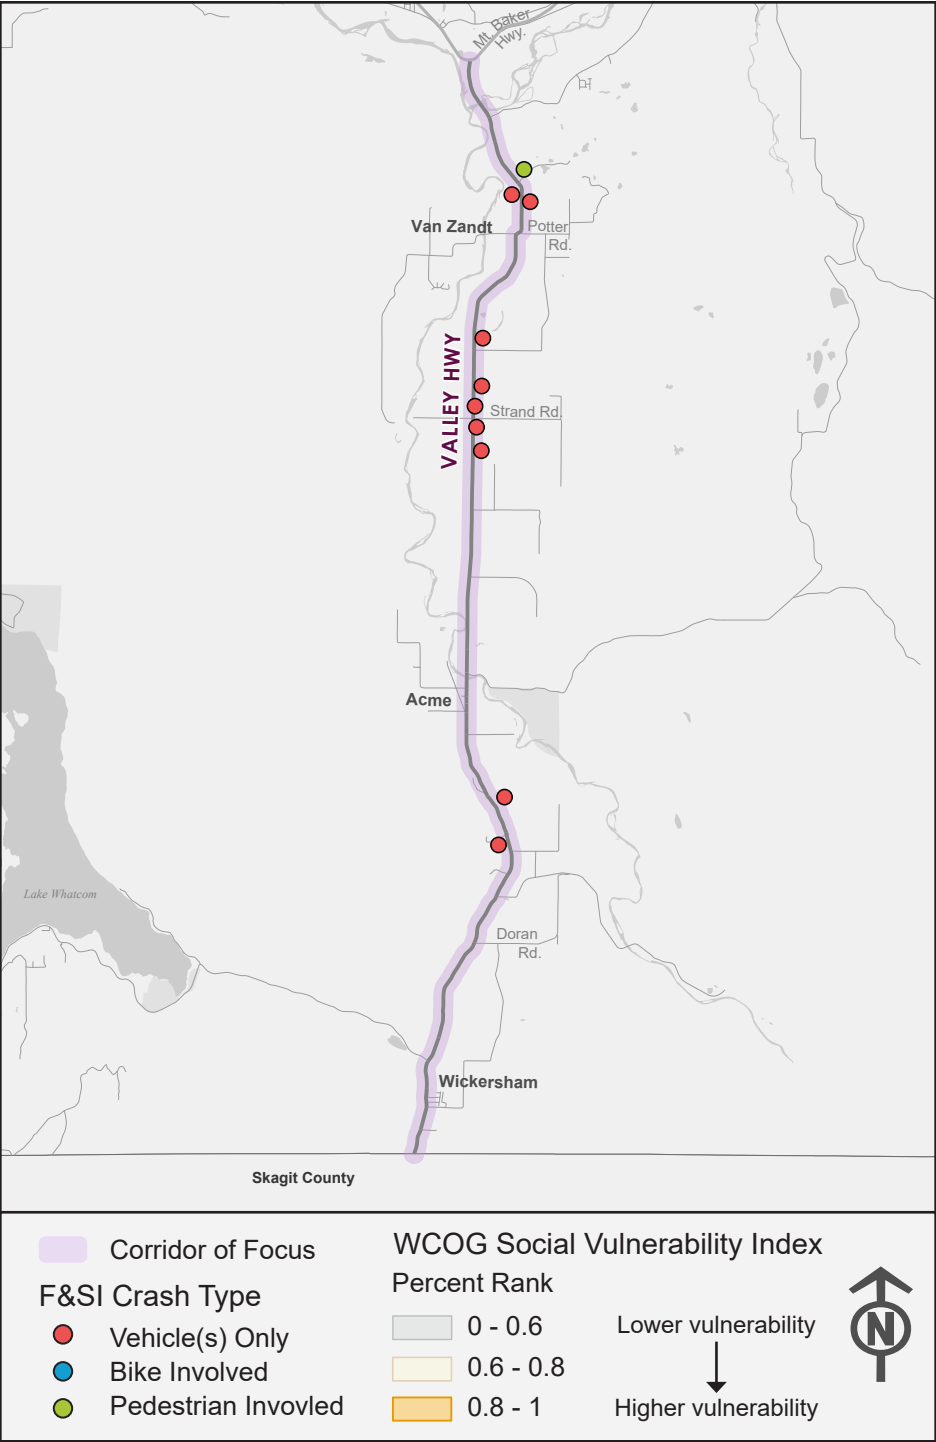 Mt. Baker
Hwy.
Van Zandt
Potter
Rd.
VALLEY HWY
Strand Rd.
Acme
Lake Whatcom
Doran
Rd.
Wickersham
Skagit County
Corridor of Focus
F&SI Crash Type
Vehicle(s) Only
Bike Involved
Pedestrian Invovled
WCOG Social Vulnerability Index
Percent Rank
0 - 0.6
0.6 - 0.8
0.8 - 1
Lower vulnerability
Higher vulnerability
N